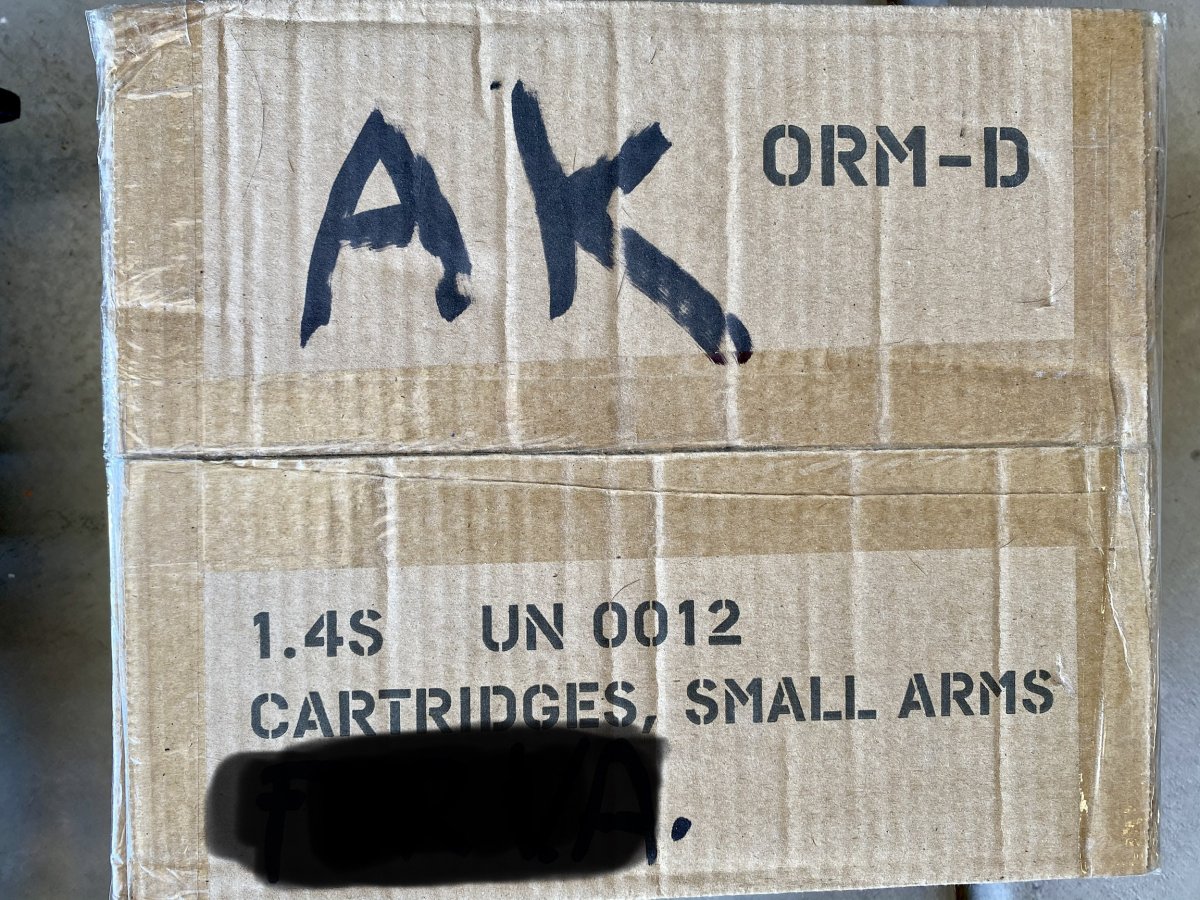 AK
ORM-D
1.4S UN 0012
CARTRIDGES, SMALL ARMS